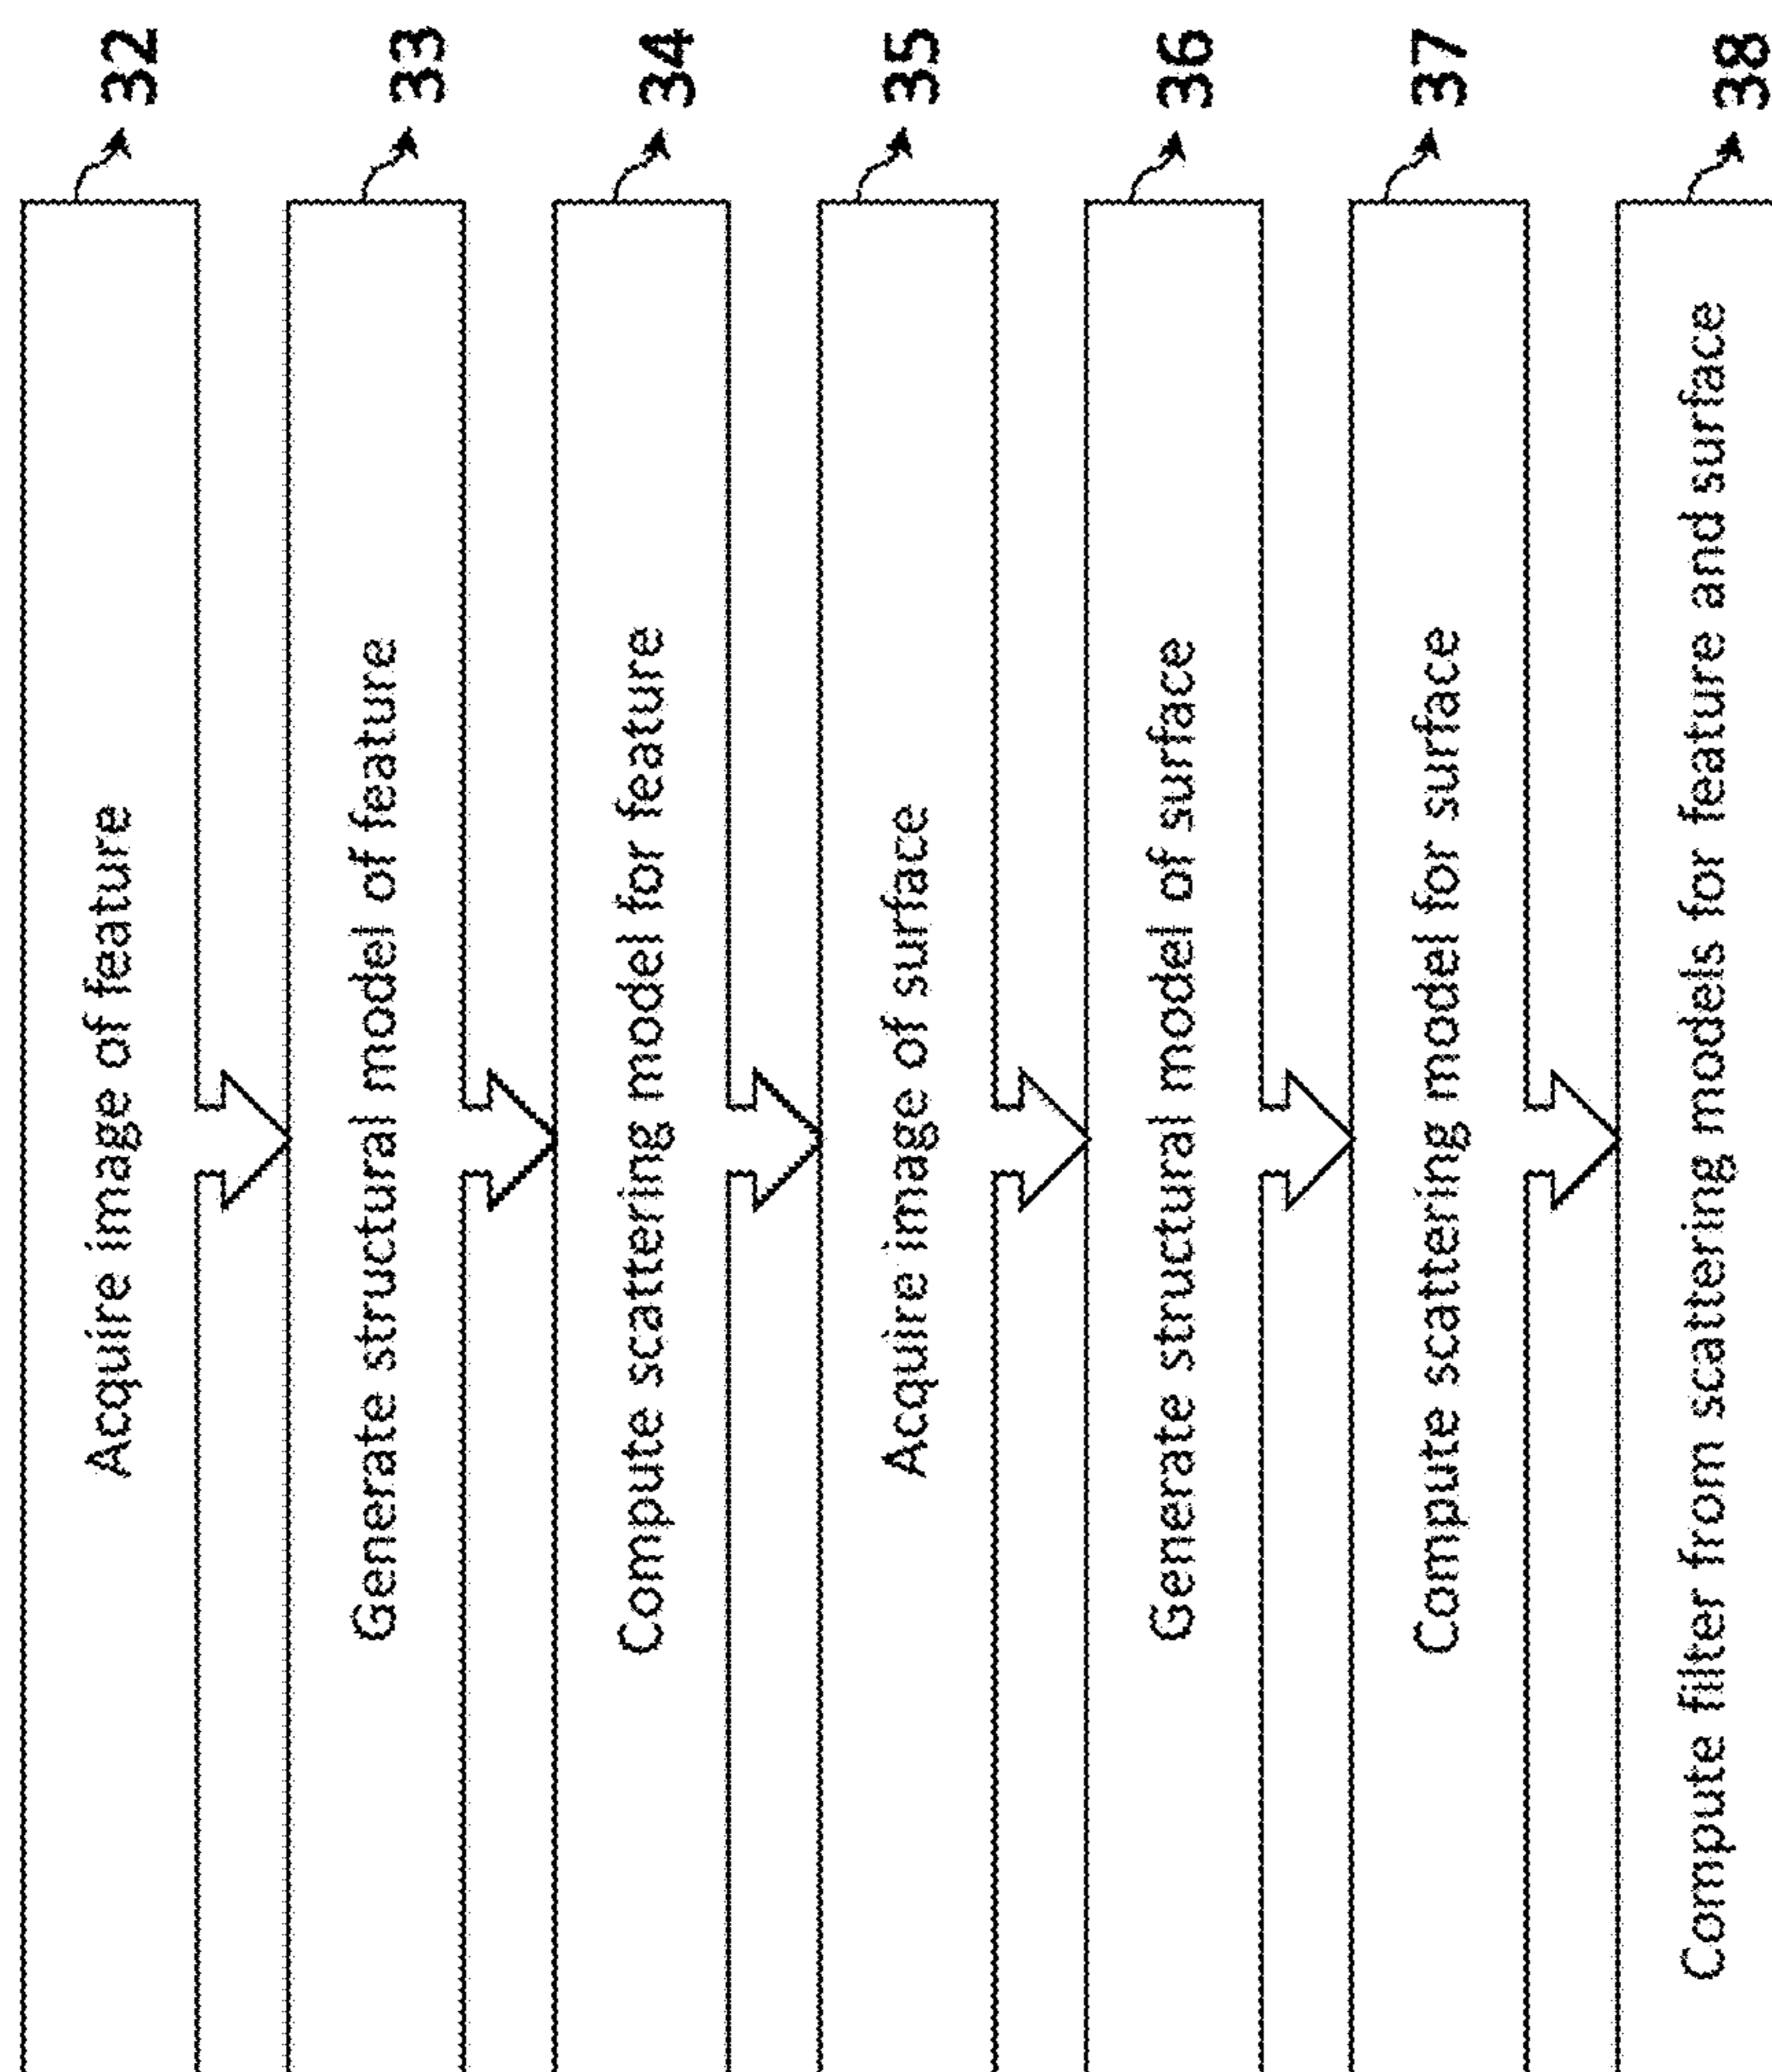 Acquire image of feature
32
Generate structural model of feature
33
Compute scattering model for feature
34
Acquire image of surface
35
Generate structural model of surface
36
Compute scattering model for surface
37
Compute filter from scattering models for feature and surface
38